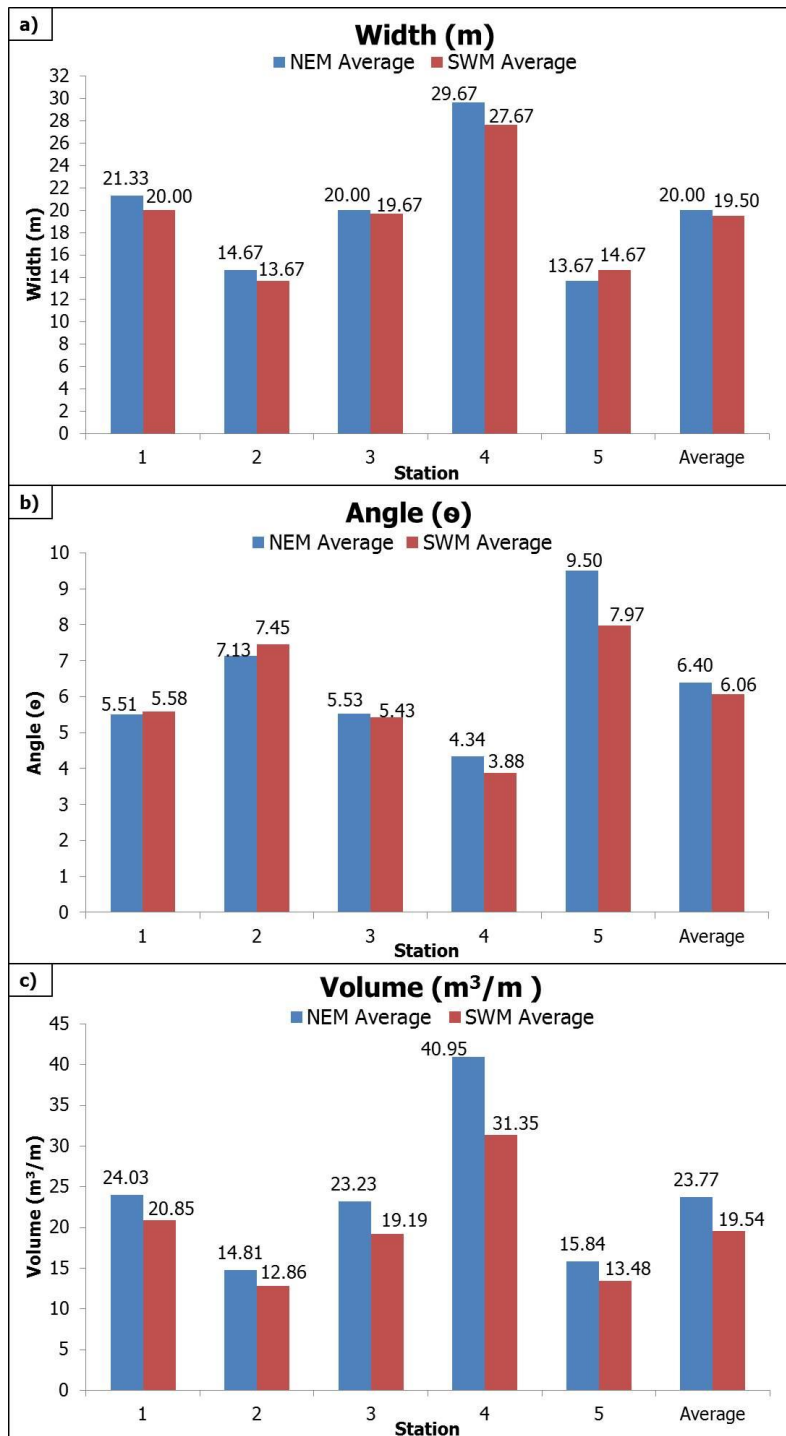 a)
Width (m)
NEM Average SWM Average
32
30
28
26
24
22
20
18
16
14
12
10
8
6
4
2
0
Width (m)
21.33 20.00 14.67 13.67 20.00 19.67 29.67 27.67 13.67 14.67 20.00 19.50
1 2 3 4 5 Average
Station
b)
Angle (ɵ)
NEM Average SWM Average
10
9
8
7
6
5
4
3
2
1
0
Angle (ɵ)
5.51 5.58 7.13 7.45 5.53 5.43 4.34 3.88 9.50 7.97 6.40 6.06
1 2 3 4 5 Average
Station
c)
Volume (m³/m )
NEM Average SWM Average
45
40
35
30
25
20
15
10
5
0
Volume (m³/m)
24.03 20.85 14.81 12.86 23.23 19.19 40.95 31.35 15.84 13.48 23.77 19.54
1 2 3 4 5 Average
Station